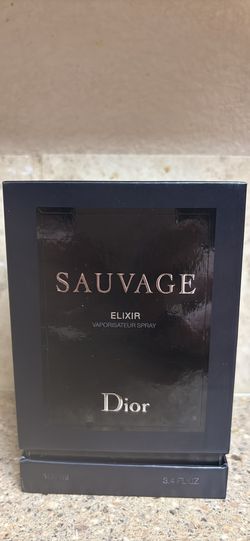 SAUVAGE
ELIXIR
VAPORISATEUR SPRAY
Dior
3.4 FL.OZ